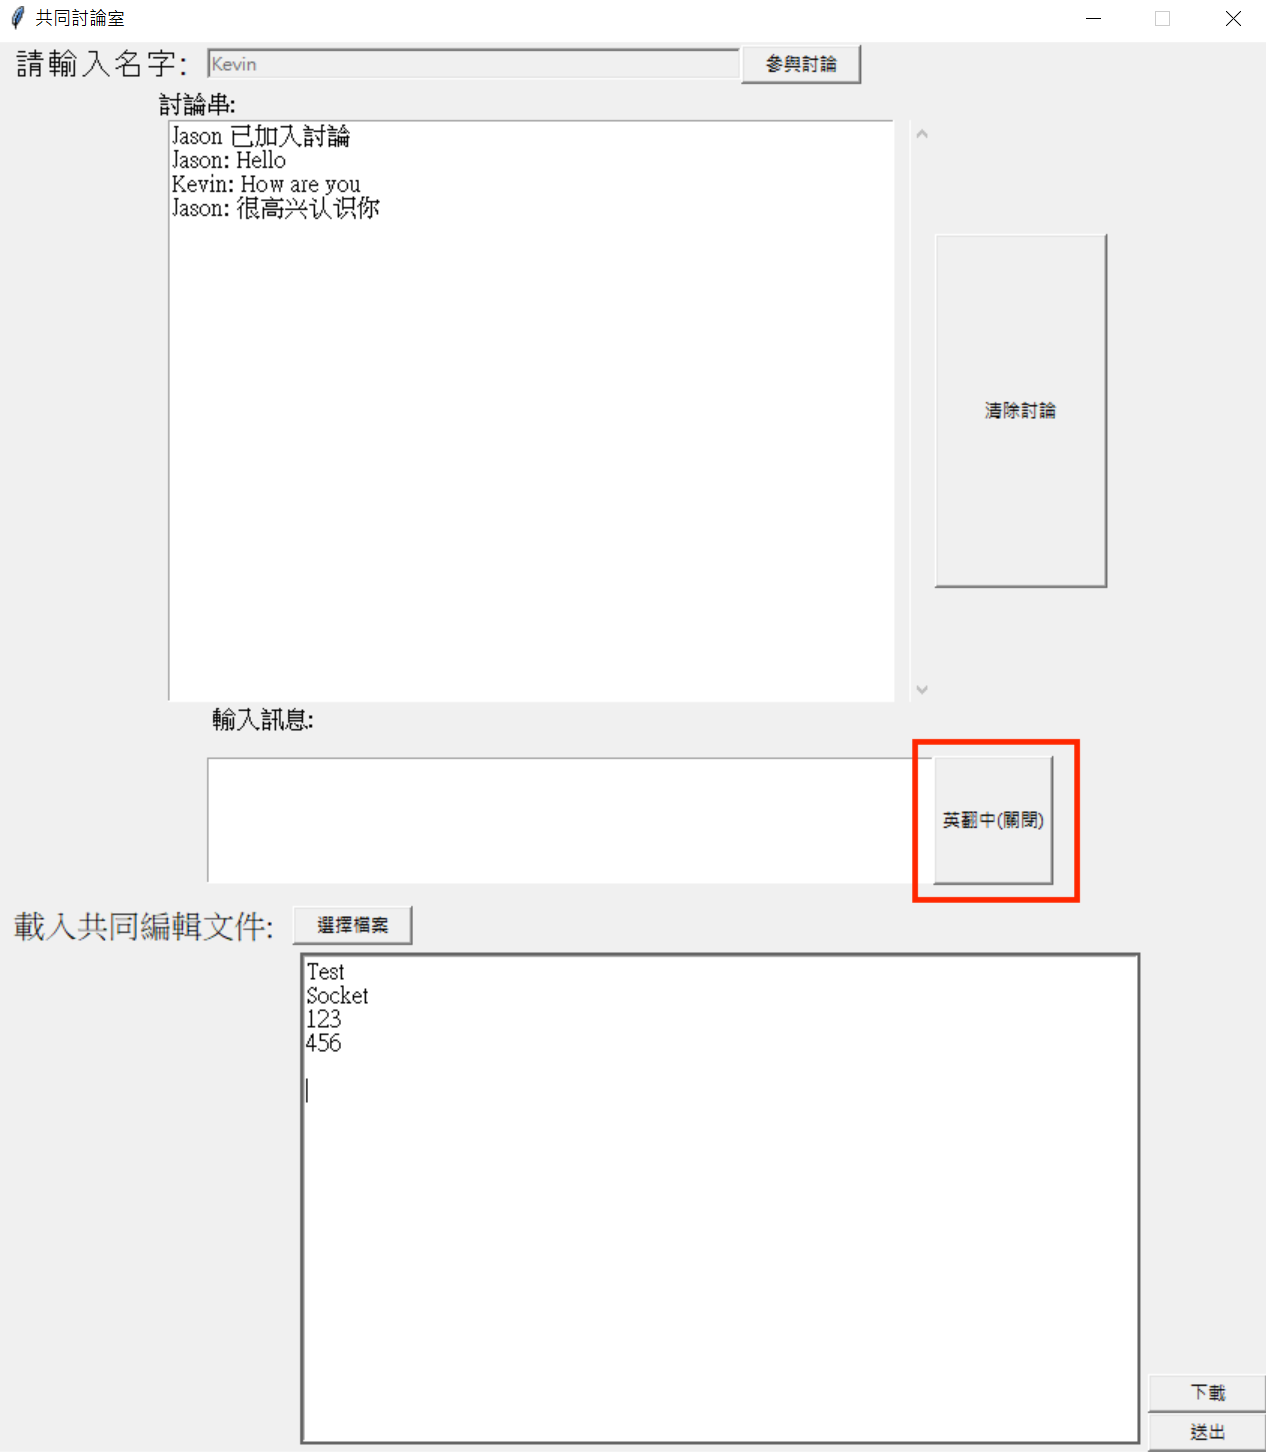 共同討論室
請輸入名字: Kevin 參與討論
討論串:
Jason 已加入討論
Jason: Hello
Kevin: How are you
Jason: 很高兴认识你
清除討論
輸入訊息:
英翻中(關閉)
載入共同編輯文件: 選擇檔案
Test
Socket
123
456
下載
送出